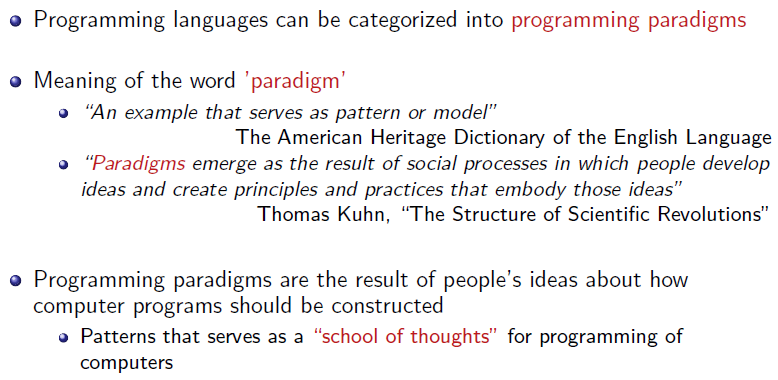 Programming languages can be categorized into programming paradigms
Meaning of the word 'paradigm'
“An example that serves as pattern or model”
The American Heritage Dictionary of the English Language
“Paradigms emerge as the result of social processes in which people develop
ideas and create principles and practices that embody those ideas”
Thomas Kuhn, “The Structure of Scientific Revolutions”
Programming paradigms are the result of people's ideas about how
computer programs should be constructed
Patterns that serves as a “school of thoughts” for programming of
computers